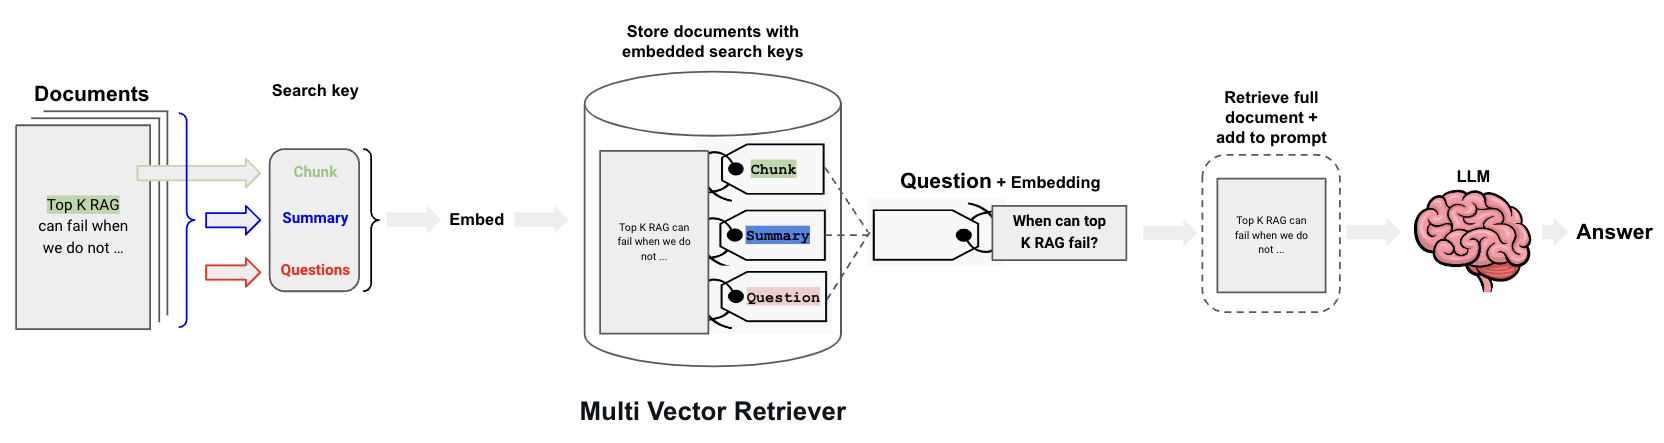 Documents
Top K RAG
can fail when
we do not ...
Search key
Chunk
Summary
Questions
Embed
Store documents with
embedded search keys
Top K RAG can
fail when we do
not ...
Chunk
Summary
Question
Multi Vector Retriever
Question + Embedding
When can top
K RAG fail?
Retrieve full
document +
add to prompt
Top K RAG can
fail when we do
not ...
LLM
Answer